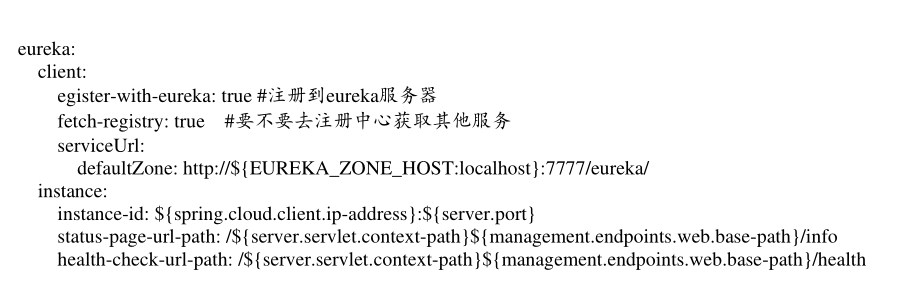 eureka:
client:
egister-with-eureka: true #注册到eureka服务器
fetch-registry: true #要不要去注册中心获取其他服务
serviceUrl:
defaultZone: http://${EUREKA_ZONE_HOST:localhost}:7777/eureka/
instance:
instance-id: ${spring.cloud.client.ip-address}:${server.port}
status-page-url-path: /${server.servlet.context-path}${management.endpoints.web.base-path}/info
health-check-url-path: /${server.servlet.context-path}${management.endpoints.web.base-path}/health